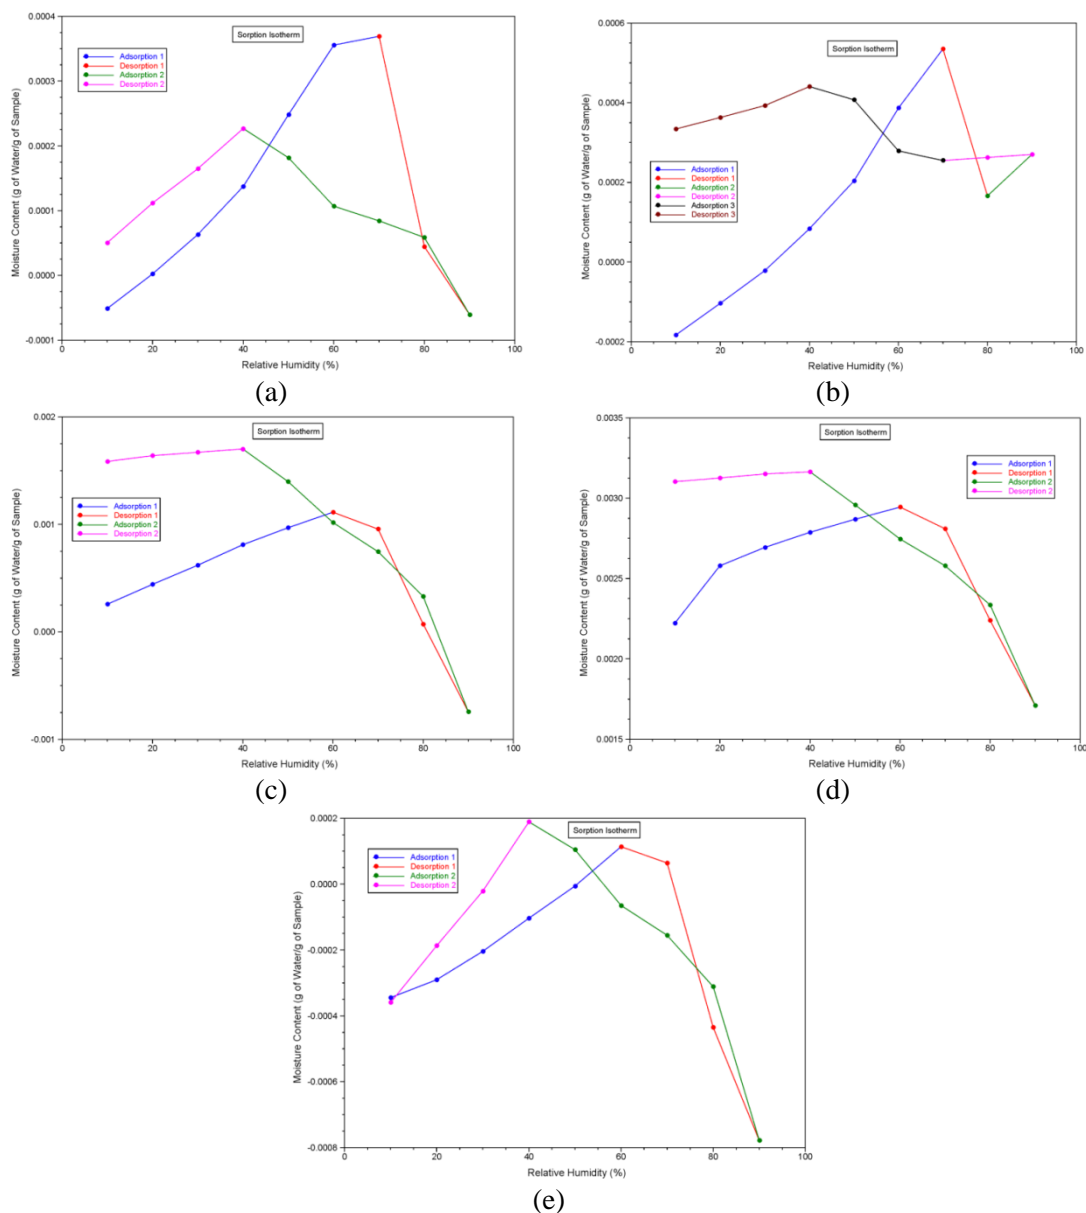 0.0004
0.0003
0.0002
0.0001
0.0000
-0.0001
Moisture Content (g of Water/g of Sample)
Sorption Isotherm
Adsorption 1
Desorption 1
Adsorption 2
Desorption 2
0 20 40 60 80 100
Relative Humidity (%)
(a)
0.0006
0.0004
0.0002
0.0000
-0.0002
Moisture Content (g of Water/g of Sample)
Sorption Isotherm
Adsorption 1
Desorption 1
Adsorption 2
Desorption 2
Adsorption 3
Desorption 3
0 20 40 60 80 100
Relative Humidity (%)
(b)
0.002
0.001
0.000
-0.001
Moisture Content (g of Water/g of Sample)
Sorption Isotherm
Adsorption 1
Desorption 1
Adsorption 2
Desorption 2
0 20 40 60 80 100
Relative Humidity (%)
(c)
0.0035
0.0030
0.0025
0.0020
0.0015
Moisture Content (g of Water/g of Sample)
Sorption Isotherm
Adsorption 1
Desorption 1
Adsorption 2
Desorption 2
0 20 40 60 80 100
Relative Humidity (%)
(d)
0.0002
0.0000
-0.0002
-0.0004
-0.0006
-0.0008
Moisture Content (g of Water/g of Sample)
Sorption Isotherm
Adsorption 1
Desorption 1
Adsorption 2
Desorption 2
0 20 40 60 80 100
Relative Humidity (%)
(e)